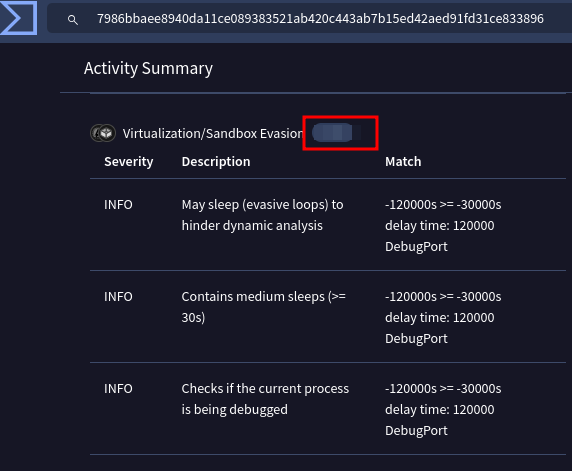 7986bbaee8940da11ce089383521ab420c443ab7b15ed42aed91fd31ce833896
Activity Summary
Virtualization/Sandbox Evasion
Severity Description Match
INFO May sleep (evasive loops) to -120000s >= -30000s
hinder dynamic analysis delay time: 120000
DebugPort
INFO Contains medium sleeps (>= -120000s >= -30000s
30s) delay time: 120000
DebugPort
INFO Checks if the current process -120000s >= -30000s
is being debugged delay time: 120000
DebugPort